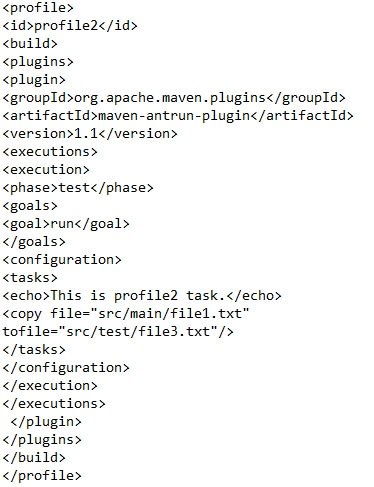 <profile>
<id>profile2</id>
<build>
<plugins>
<plugin>
<groupId>org.apache.maven.plugins</groupId>
<artifactId>maven-antrun-plugin</artifactId>
<version>1.1</version>
<executions>
<execution>
<phase>test</phase>
<goals>
<goal>run</goal>
</goals>
<configuration>
<tasks>
<echo>This is profile2 task.</echo>
<copy file="src/main/file1.txt"
tofile="src/test/file3.txt"/>
</tasks>
</configuration>
</execution>
</executions>
 </plugin>
</plugins>
</build>
</profile>